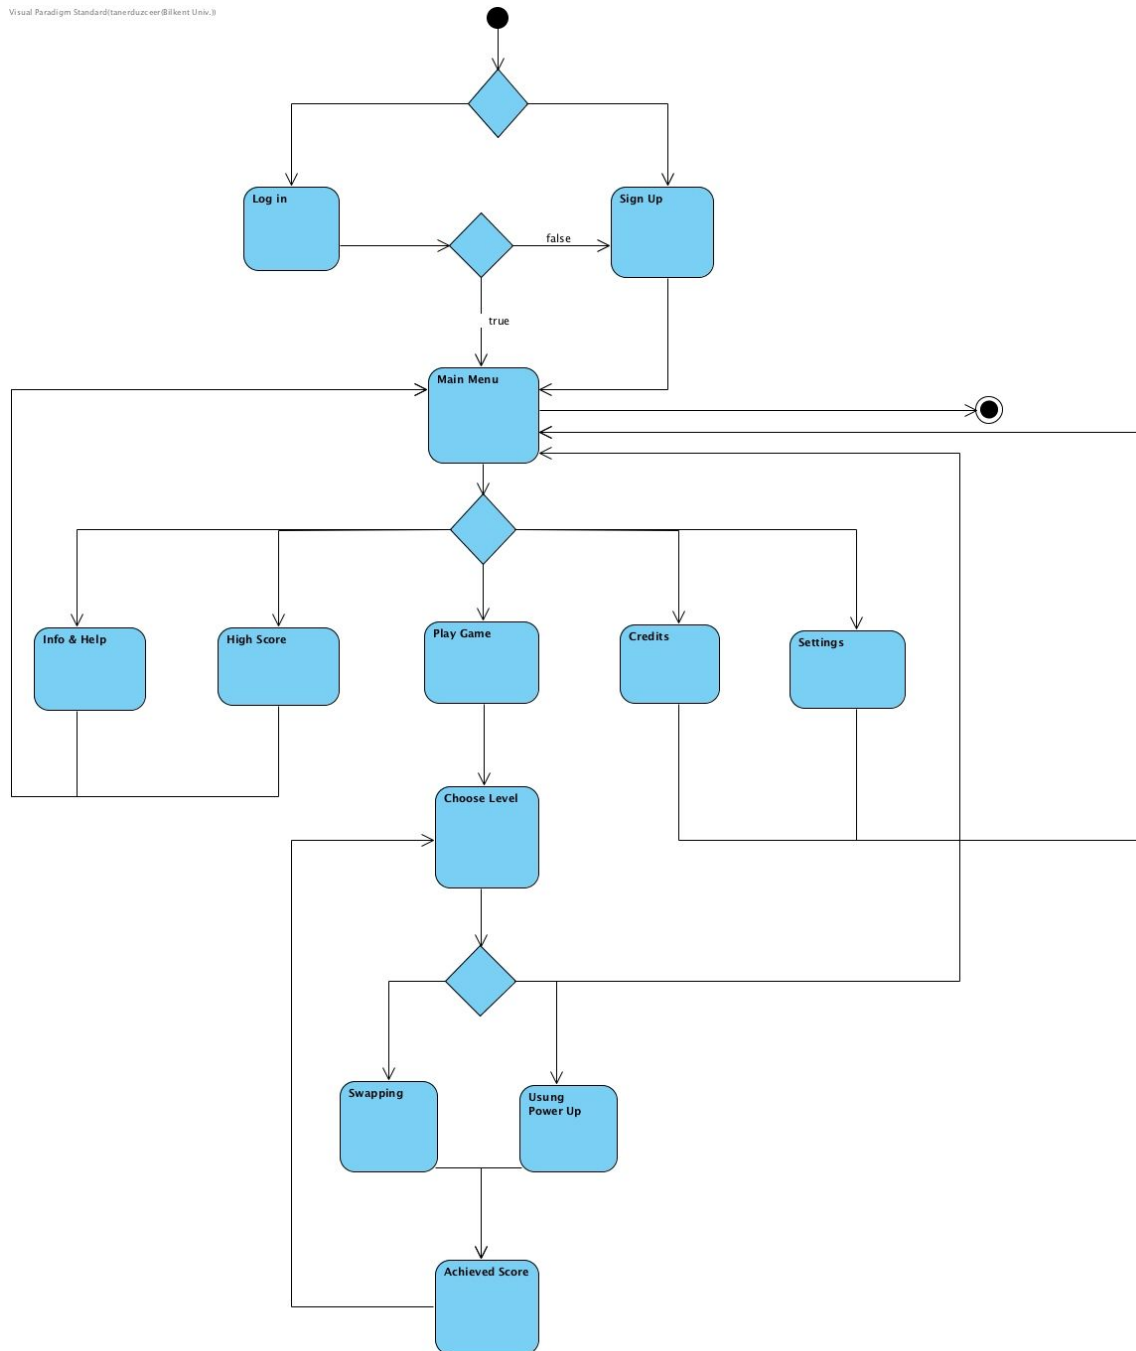 Visual Paradigm Standard(tanerduzceer(Bilkent Univ.))
Log in
Sign Up
false
true
Main Menu
Info & Help
High Score
Play Game
Credits
Settings
Choose Level
Swapping
Usung
Power Up
Achieved Score